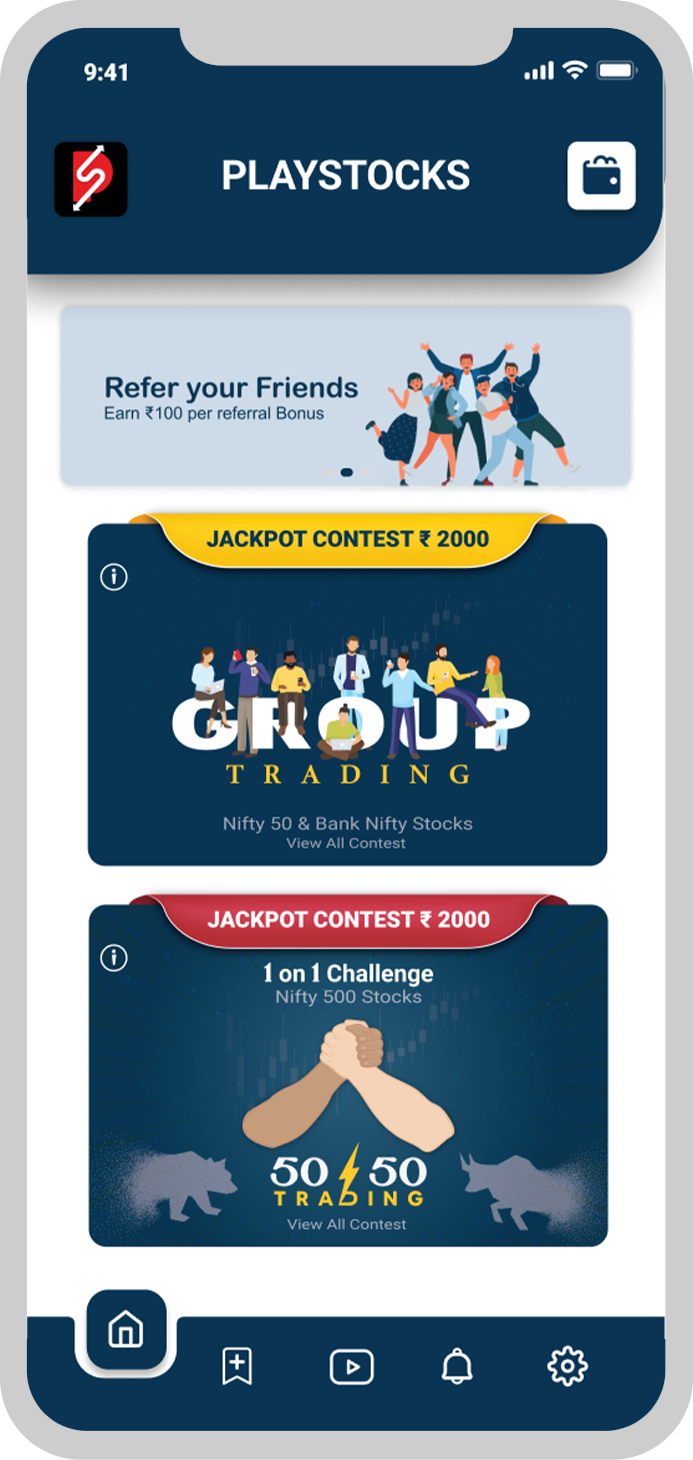 9:41
PLAYSTOCKS
Refer your Friends
Earn ₹100 per referral Bonus
JACKPOT CONTEST ₹ 2000
GROUP
TRADING
Nifty 50 & Bank Nifty Stocks
View All Contest
JACKPOT CONTEST ₹ 2000
1 on 1 Challenge
Nifty 500 Stocks
50 50
TRADING
View All Contest